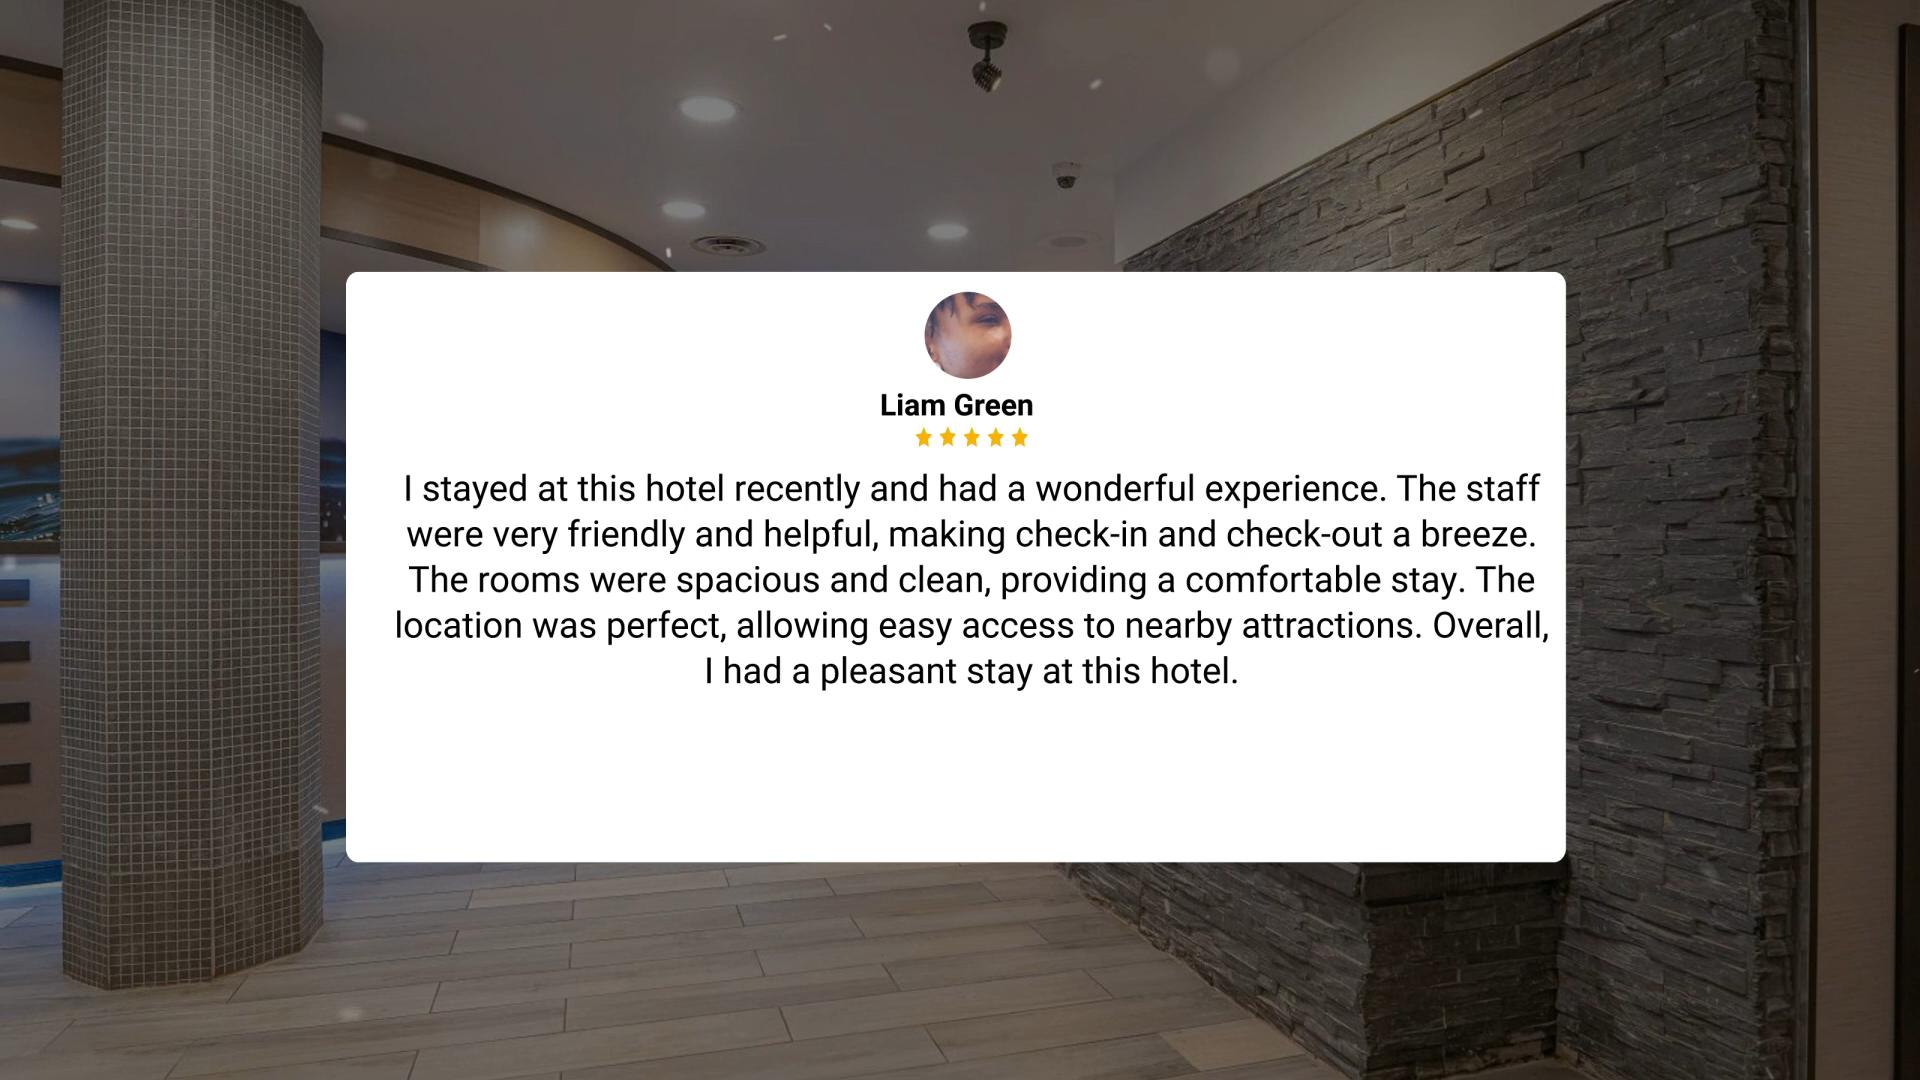 Liam Green
I stayed at this hotel recently and had a wonderful experience. The staff
were very friendly and helpful, making check-in and check-out a breeze.
The rooms were spacious and clean, providing a comfortable stay. The
location was perfect, allowing easy access to nearby attractions. Overall,
I had a pleasant stay at this hotel.